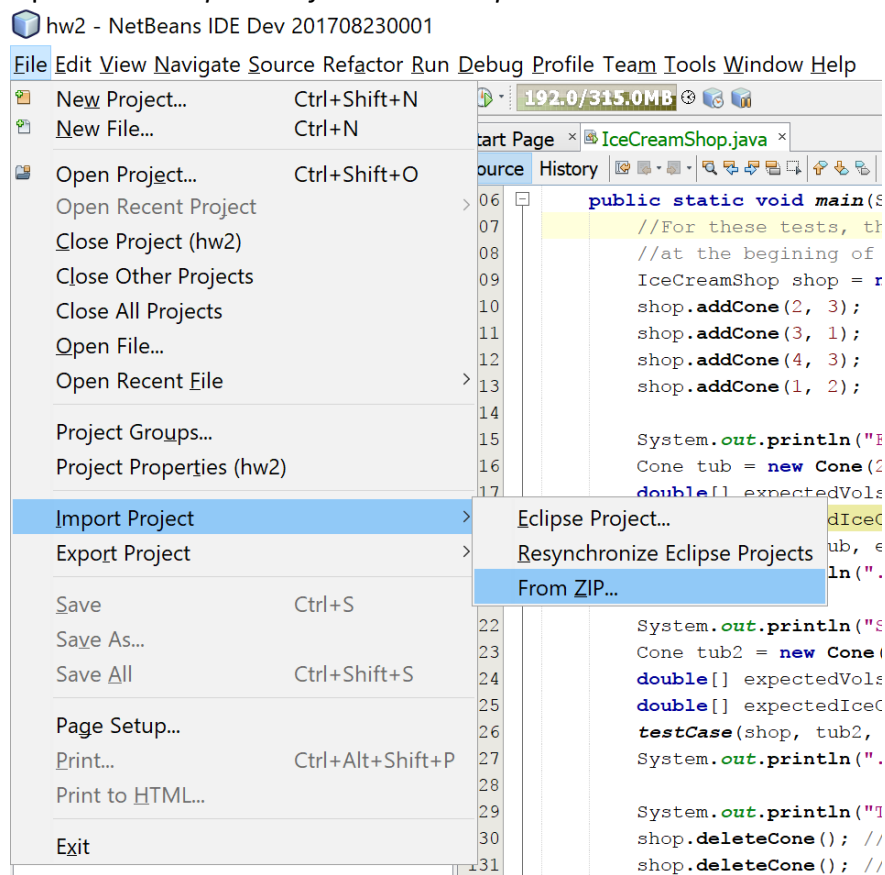 hw2 - NetBeans IDE Dev 201708230001
File Edit View Navigate Source Refactor Run Debug Profile Team Tools Window Help
192.0/315.0MB
New Project... Ctrl+Shift+N
New File... Ctrl+N
Open Project... Ctrl+Shift+O
Open Recent Project
Close Project (hw2)
Close Other Projects
Close All Projects
Open File...
Open Recent File
Project Groups...
Project Properties (hw2)
Import Project
Export Project
Save Ctrl+S
Save As...
Save All Ctrl+Shift+S
Page Setup...
Print... Ctrl+Alt+Shift+P
Print to HTML...
Exit
Eclipse Project...
Resynchronize Eclipse Projects
From ZIP...
tart Page × IceCreamShop.java ×
ource History
06 public static void main(S
07 //For these tests, th
08 //at the begining of
09 IceCreamShop shop = n
10 shop.addCone(2, 3);
11 shop.addCone(3, 1);
12 shop.addCone(4, 3);
13 shop.addCone(1, 2);
14
15 System.out.println("E
16 Cone tub = new Cone(2
17 double[] expectedVols
dIceC
ub, e
ln(".
22 System.out.println("S
23 Cone tub2 = new Cone(
24 double[] expectedVols
25 double[] expectedIceC
26 testCase(shop, tub2,
27 System.out.println(".
28
29 System.out.println("T
30 shop.deleteCone(); //
131 shop.deleteCone(); //